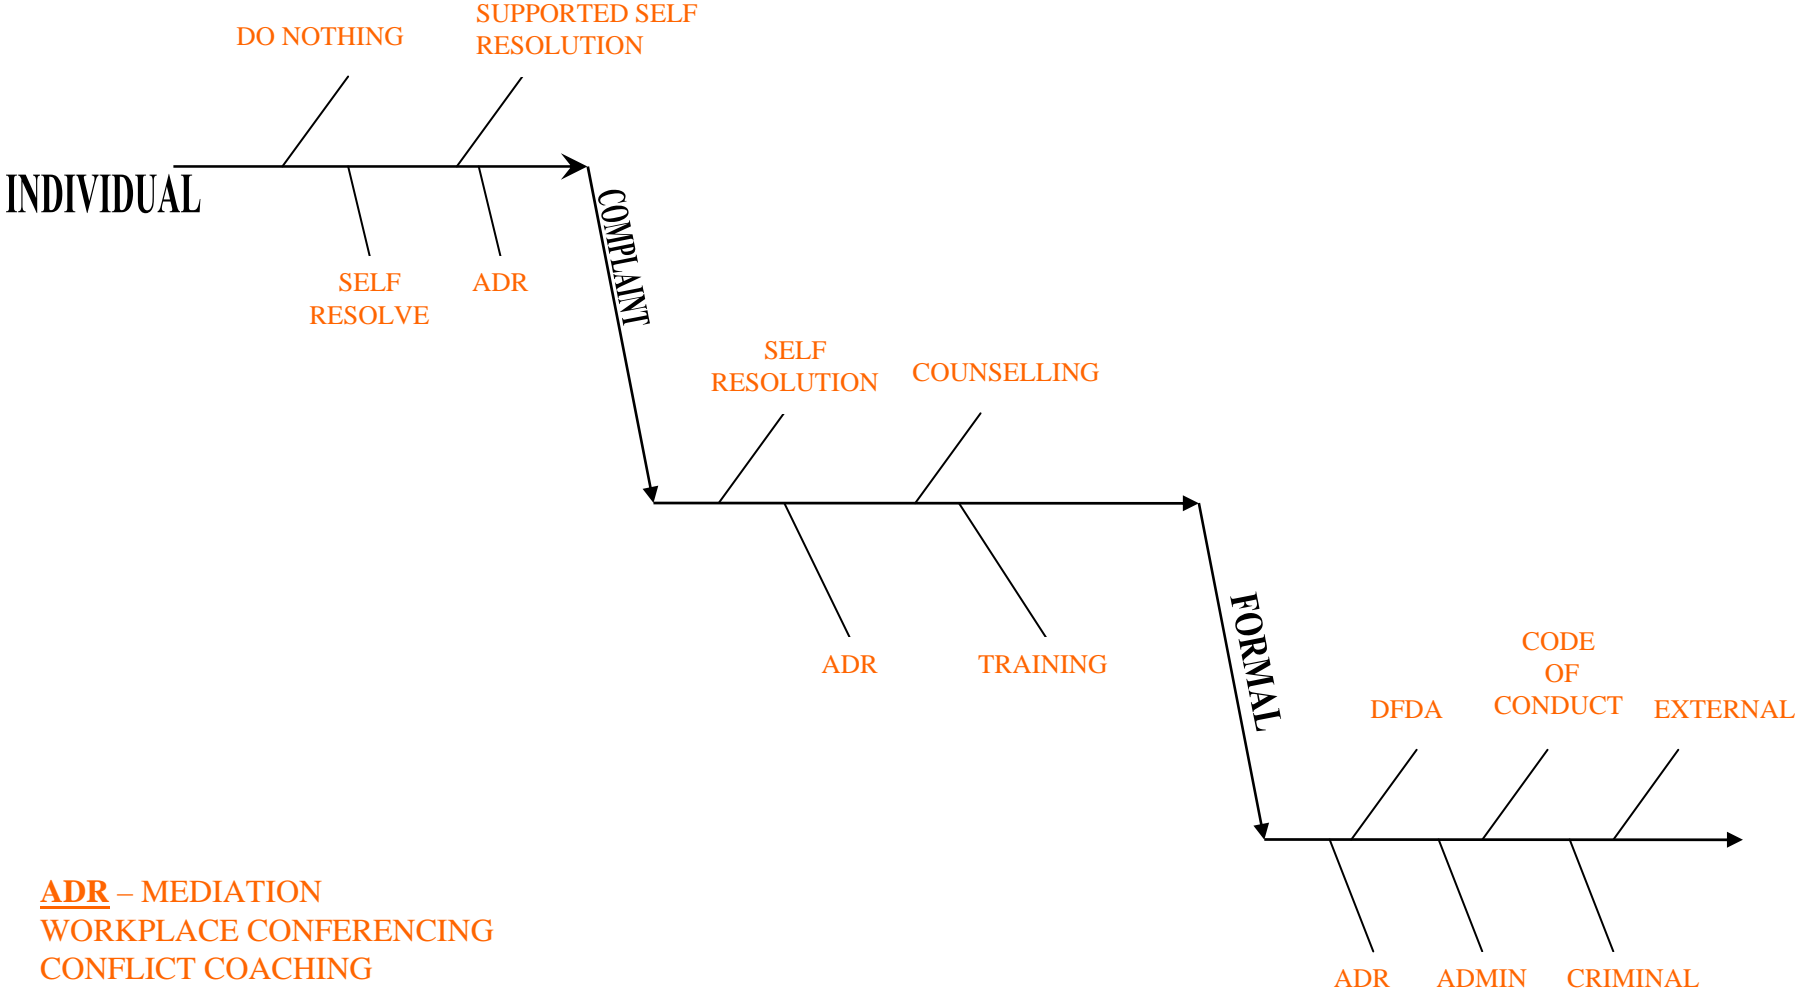 DO NOTHING
SUPPORTED SELF
RESOLUTION
INDIVIDUAL
SELF
RESOLVE
ADR
COMPLAINT
SELF
RESOLUTION
COUNSELLING
ADR
TRAINING
FORMAL
DFDA
CODE
OF
CONDUCT
EXTERNAL
ADR
ADMIN
CRIMINAL
ADR – MEDIATION
WORKPLACE CONFERENCING
CONFLICT COACHING